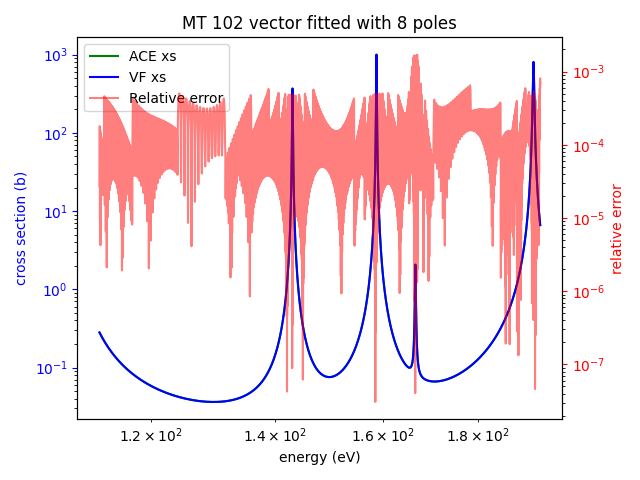 MT 102 vector fitted with 8 poles
ACE xs
VF xs
Relative error
cross section (b)
10³
10²
10¹
10⁰
10⁻¹
relative error
10⁻³
10⁻⁴
10⁻⁵
10⁻⁶
10⁻⁷
1.2 × 10² 1.4 × 10² 1.6 × 10² 1.8 × 10²
energy (eV)